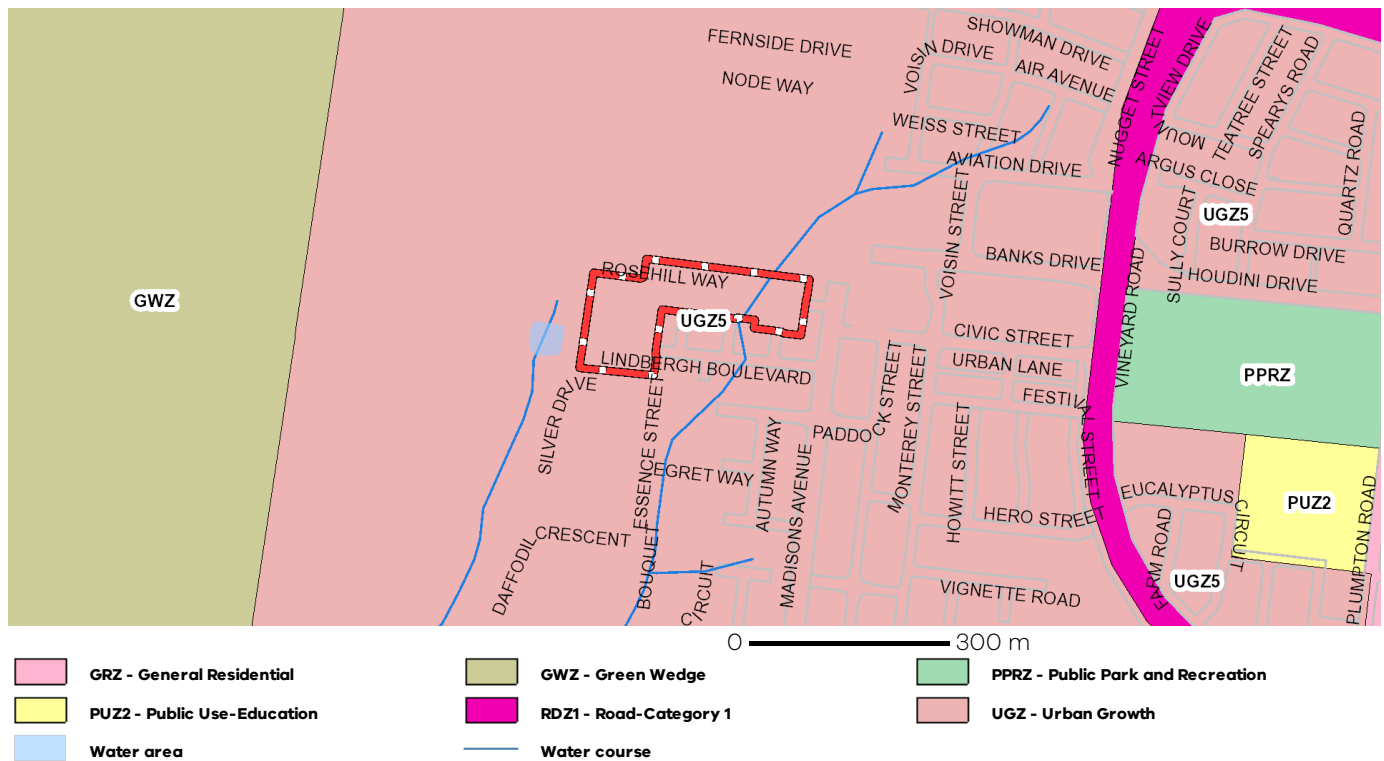 FERNSIDE DRIVE
NODE WAY
SHOWMAN DRIVE
VOISIN DRIVE
AIR AVENUE
WEISS STREET
AVIATION DRIVE
NUGGET STREET
TVIEW DRIVE
MOUN
TEATREE STREET
SPEARYS ROAD
QUARTZ ROAD
ARGUS CLOSE
UGZ5
SULLY COURT
BURROW DRIVE
HOUDINI DRIVE
VOISIN STREET
BANKS DRIVE
VINEYARD ROAD
GWZ
ROSEHILL WAY
UGZ5
CIVIC STREET
URBAN LANE
FESTIVAL STREET
LINDBERGH BOULEVARD
PPRZ
SILVER DRIVE
ESSENCE STREET
PADDO
CK STREET
MONTEREY STREET
HOWITT STREET
AUTUMN WAY
MADISONS AVENUE
EGRET WAY
HERO STREET
EUCALYPTUS
CIRCUIT
PUZ2
PLUMPTON ROAD
DAFFODIL
CRESCENT
BOUQUET
CIRCUIT
VIGNETTE ROAD
FARM ROAD
UGZ5
0 300 m
GRZ - General Residential
GWZ - Green Wedge
PPRZ - Public Park and Recreation
PUZ2 - Public Use-Education
RDZ1 - Road-Category 1
UGZ - Urban Growth
Water area
Water course